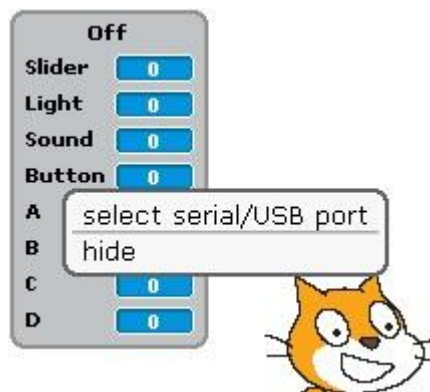 Off
Slider 0
Light 0
Sound 0
Button 0
A
select serial/USB port
B
hide
C 0
D 0